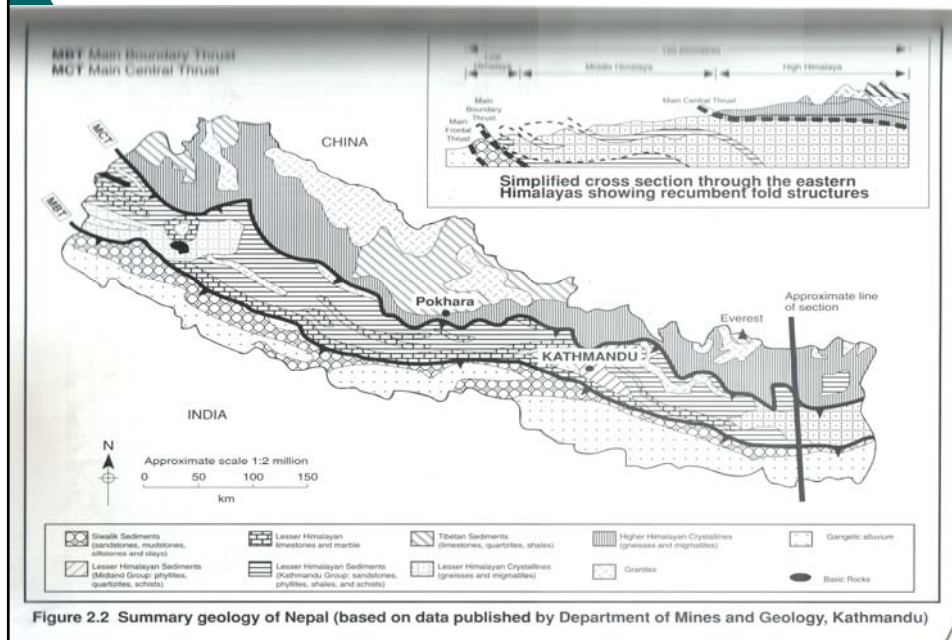 MBT Main Boundary Thrust
MCT Main Central Thrust
Low
Himalaya
Middle Himalaya
High Himalaya
Main Central Thrust
Main
Boundary
Thrust
Main
Frontal
Thrust
Simplified cross section through the eastern
Himalayas showing recumbent fold structures
MCT
CHINA
MBT
Pokhara
Approximate line
of section
Everest
KATHMANDU
INDIA
N
Approximate scale 1:2 million
0 50 100 150
km
Siwalik Sediments
(sandstones, mudstones,
siltstones and clays)
Lesser Himalayan
limestones and marble
Tibetan Sediments
(limestones, quartzites, shales)
Higher Himalayan Crystallines
(gneisses and migmatites)
Gangetic alluvium
Lesser Himalayan Sediments
(Midland Group: phyllites,
quartzites, schists)
Lesser Himalayan Sediments
(Kathmandu Group: sandstones,
phyllites, shales, and schists)
Lesser Himalayan Crystallines
(gneisses and migmatites)
Granites
Basic Rocks
Figure 2.2 Summary geology of Nepal (based on data published by Department of Mines and Geology, Kathmandu)